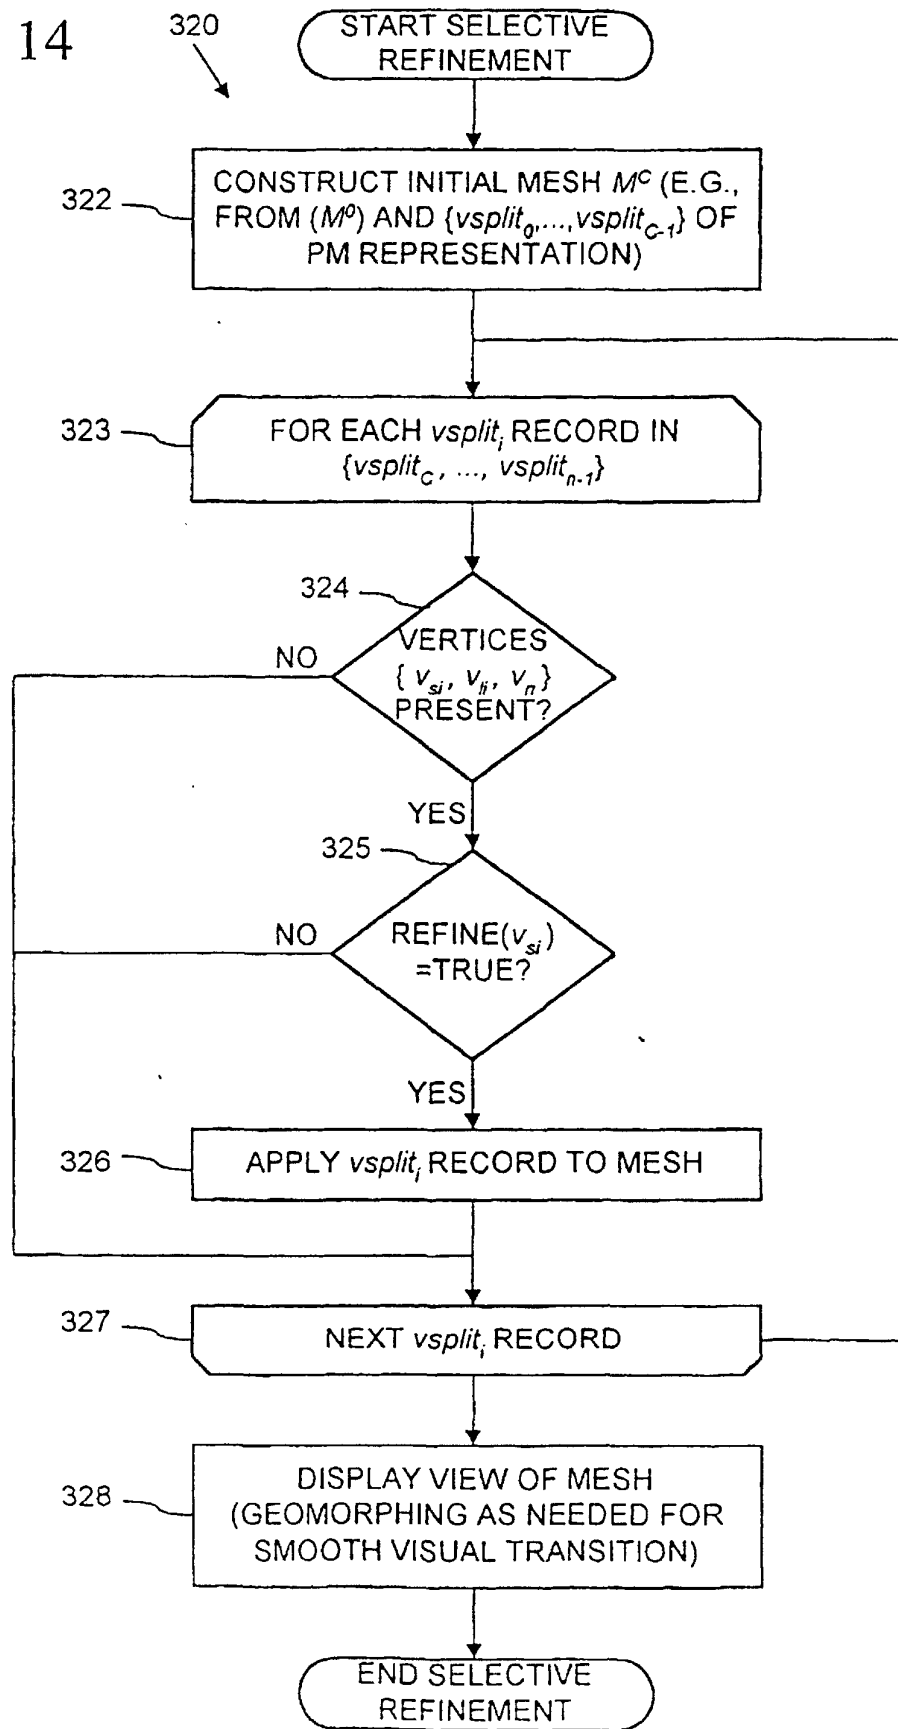 14
320
START SELECTIVE
REFINEMENT
322
CONSTRUCT INITIAL MESH M^C (E.G.,
FROM (M^0) AND {vsplit_0,...,vsplit_C-1} OF
PM REPRESENTATION)
323
FOR EACH vsplit_i RECORD IN
{vsplit_C, ..., vsplit_n-1}
324
VERTICES
{ v_si, v_li, v_ri }
PRESENT?
NO
YES
325
REFINE(v_si)
=TRUE?
NO
YES
326
APPLY vsplit_i RECORD TO MESH
327
NEXT vsplit_i RECORD
328
DISPLAY VIEW OF MESH
(GEOMORPHING AS NEEDED FOR
SMOOTH VISUAL TRANSITION)
END SELECTIVE
REFINEMENT